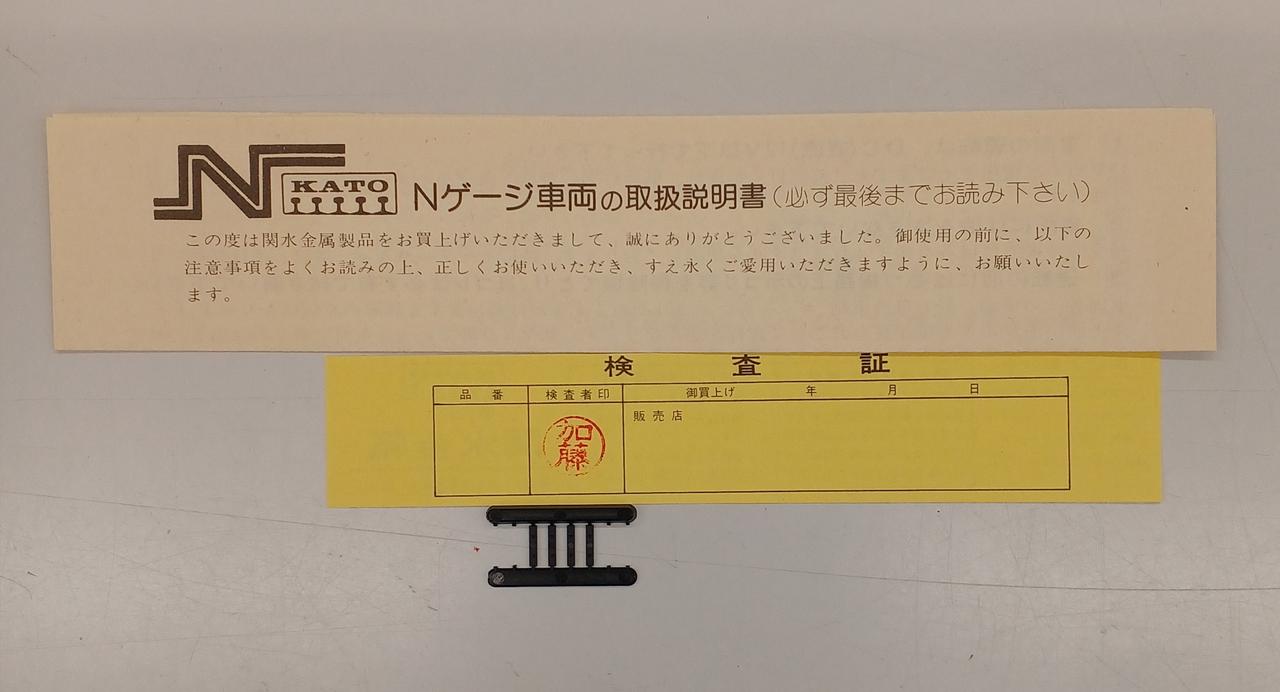 N KATO
Nゲージ車両の取扱説明書(必ず最後までお読み下さい)
この度は関水金属製品をお買上げいただきまして、誠にありがとうございました。御使用の前に、以下の
注意事項をよくお読みの上、正しくお使いいただき、すえ永くご愛用いただきますように、お願いいたし
ます。
検査証
品番 検査者印 御買上げ 年 月 日
加藤 販売店